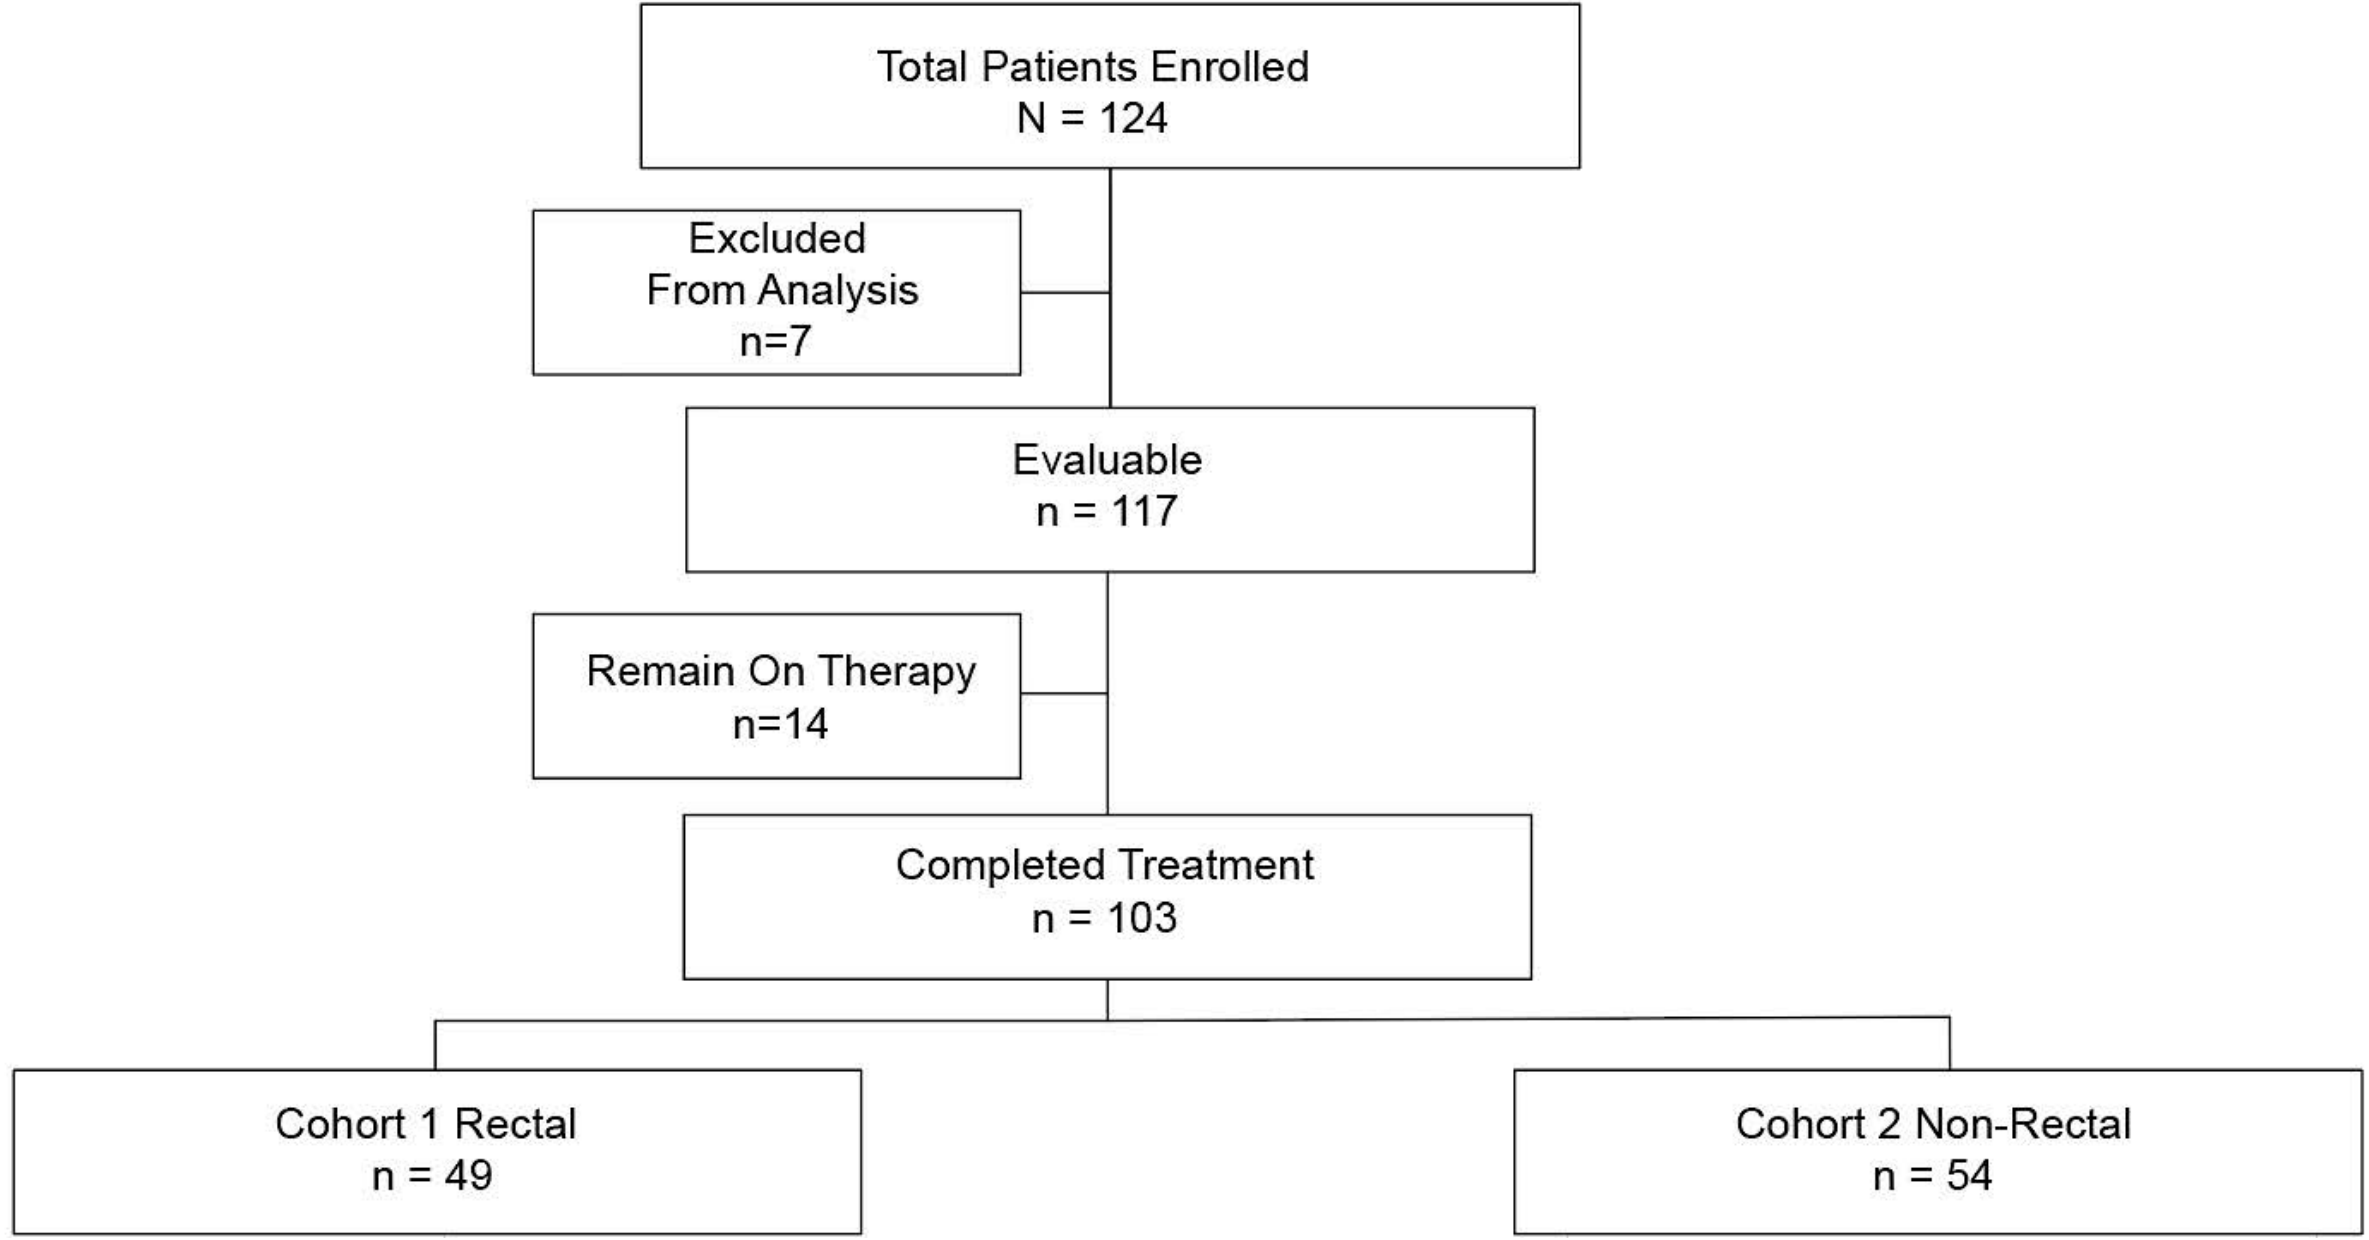 Total Patients Enrolled
N = 124
Excluded
From Analysis
n=7
Evaluable
n = 117
Remain On Therapy
n=14
Completed Treatment
n = 103
Cohort 1 Rectal
n = 49
Cohort 2 Non-Rectal
n = 54